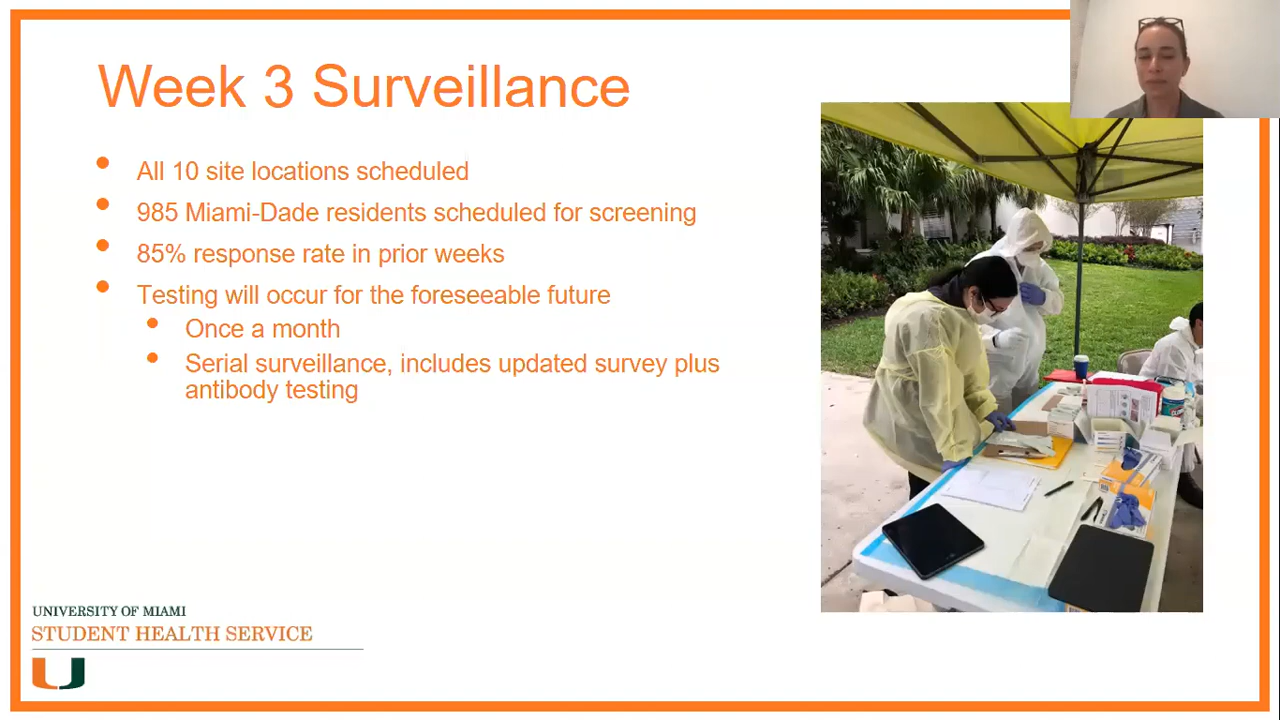 Week 3 Surveillance
All 10 site locations scheduled
985 Miami-Dade residents scheduled for screening
85% response rate in prior weeks
Testing will occur for the foreseeable future
Once a month
Serial surveillance, includes updated survey plus
antibody testing
UNIVERSITY OF MIAMI
STUDENT HEALTH SERVICE